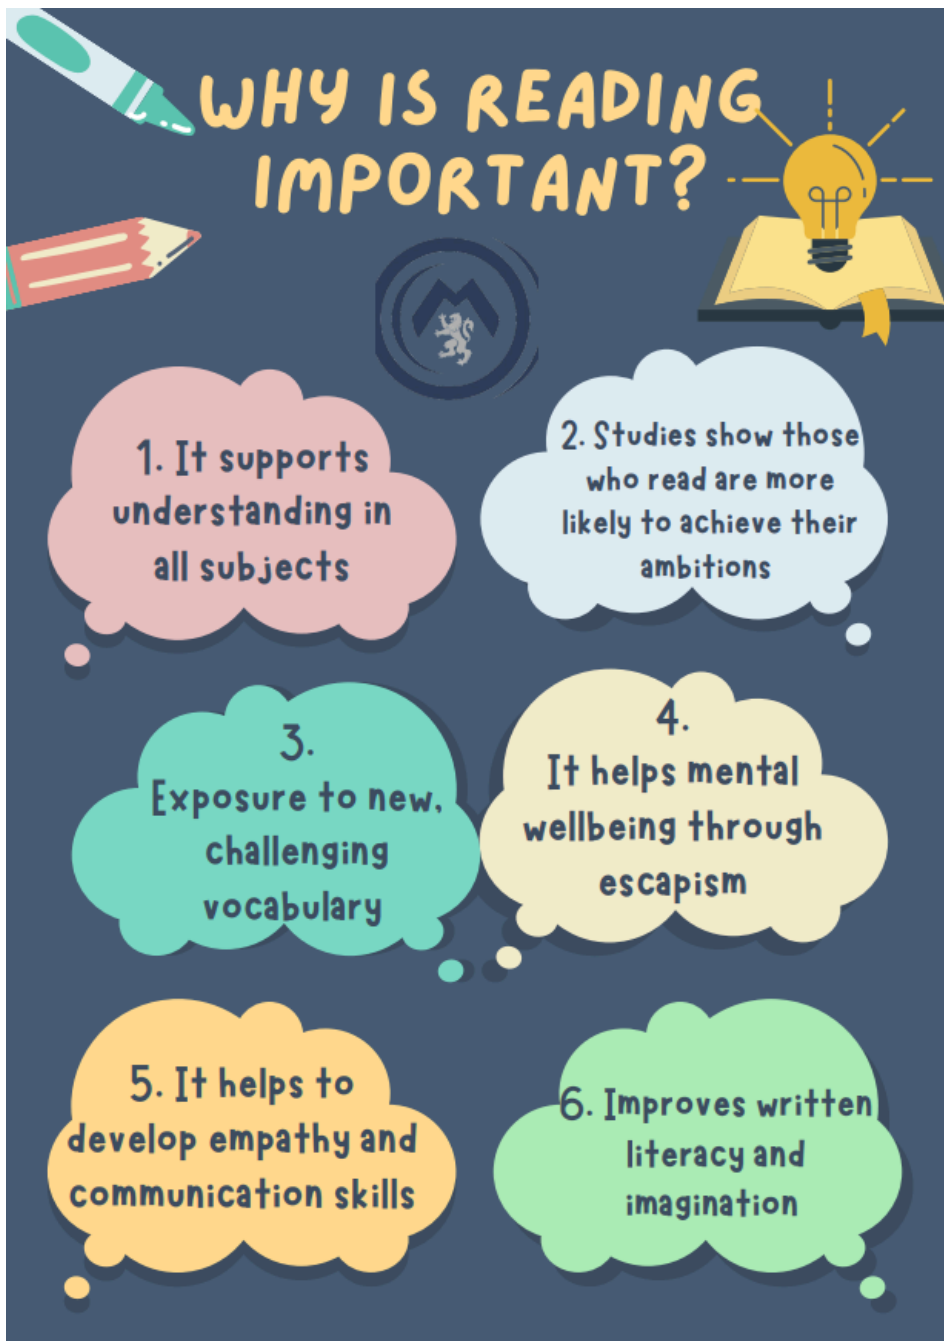 WHY IS READING
IMPORTANT?
1. It supports
understanding in
all subjects
2. Studies show those
who read are more
likely to achieve their
ambitions
3.
Exposure to new,
challenging
vocabulary
4.
It helps mental
wellbeing through
escapism
5. It helps to
develop empathy and
communication skills
6. Improves written
literacy and
imagination